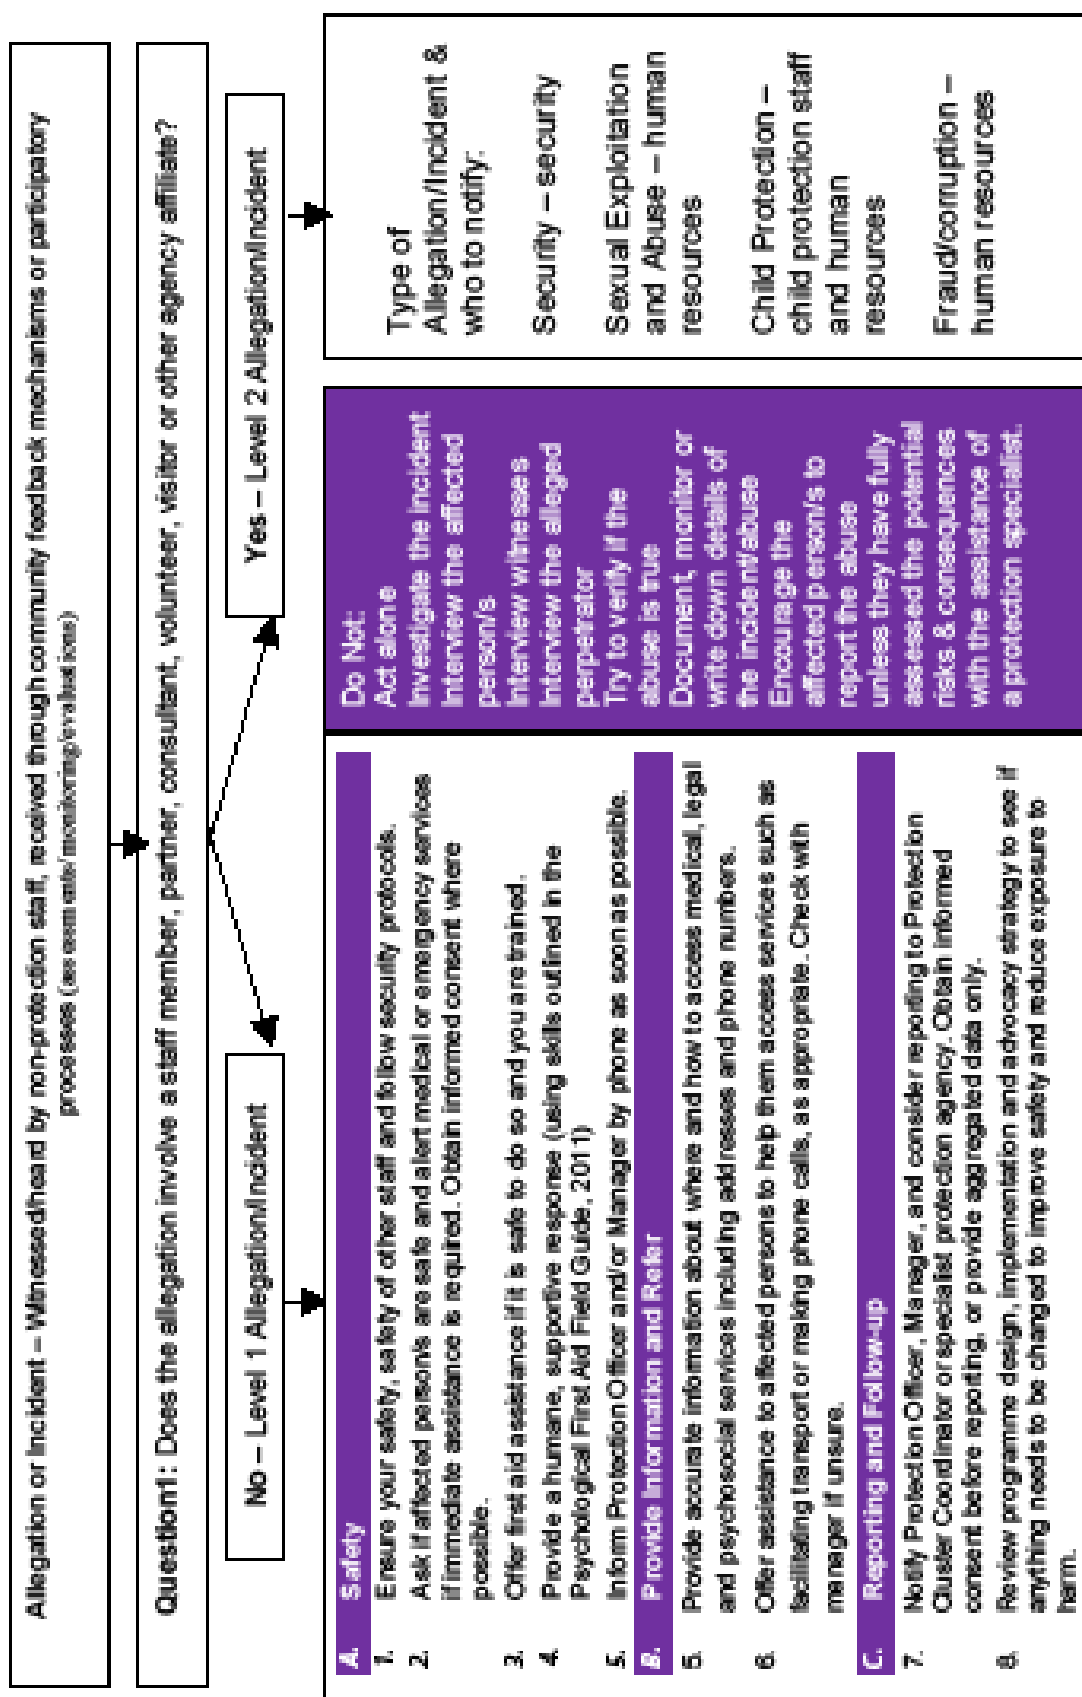 Allegation or Incident – Witnessed/heard by non-protection staff, received through community feedback mechanisms or participatory
processes (assessments/monitoring/evaluations)
Question1: Does the allegation involve a staff member, partner, consultant, volunteer, visitor or other agency affiliate?
No – Level 1 Allegation/Incident
Yes – Level 2 Allegation/Incident
A. Safety
1. Ensure your safety, safety of other staff and follow security protocols.
2. Ask if affected person/s are safe and alert medical or emergency services
if immediate assistance is required. Obtain informed consent where
possible.
3. Offer first aid assistance if it is safe to do so and you are trained.
4. Provide a humane, supportive response (using skills outlined in the
Psychological First Aid Field Guide, 2011)
5. Inform Protection Officer and/or Manager by phone as soon as possible.
B. Provide Information and Refer
5. Provide accurate information about where and how to access medical, legal
and psychosocial services including addresses and phone numbers.
6. Offer assistance to affected persons to help them access services such as
facilitating transport or making phone calls, as appropriate. Check with
manager if unsure.
C. Reporting and Follow-up
7. Notify Protection Officer, Manager, and consider reporting to Protection
Cluster Coordinator or specialist protection agency. Obtain informed
consent before reporting, or provide aggregated data only.
8. Review programme design, implementation and advocacy strategy to see if
anything needs to be changed to improve safety and reduce exposure to
harm.
Do Not:
Act alone
Investigate the incident
Interview the affected
person/s
Interview witnesses
Interview the alleged
perpetrator
Try to verify if the
abuse is true
Document, monitor or
write down details of
the incident/abuse
Encourage the
affected person/s to
report the abuse
unless they have fully
assessed the potential
risks & consequences
with the assistance of
a protection specialist.
Type of
Allegation/Incident &
who to notify:
Security – security
Sexual Exploitation
and Abuse – human
resources
Child Protection –
child protection staff
and human
resources
Fraud/corruption –
human resources